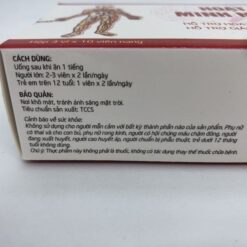 HOẠT
HỖ TRỢ HOẠ
HỖ TRỢ GIẢ
CÁCH DÙNG:
Uống sau khi ăn 1 tiếng
Người lớn: 2-3 viên x 2 lần/ngày
Trẻ em trên 12 tuổi: 1 viên x 2 lần/ngày
BẢO QUẢN:
Nơi khô mát, tránh ánh sáng mặt trời.
Tiêu chuẩn sản xuất: TCCS
Cảnh báo về sức khỏe:
Không sử dụng cho người mẫn cảm với bất kỳ thành phần nào của sản phẩm. Phụ nữ
có thai và cho con bú, phụ nữ rong kinh, người có hội chứng máu chậm đông, người
đang xuất huyết, cao huyết áp, người chuẩn bị phẫu thuật, trẻ dưới 12 tháng
tuổi không dùng.
Chú ý: Thực phẩm này không phải là thuốc, không có tác dụng thay thế thuốc chữa bệnh